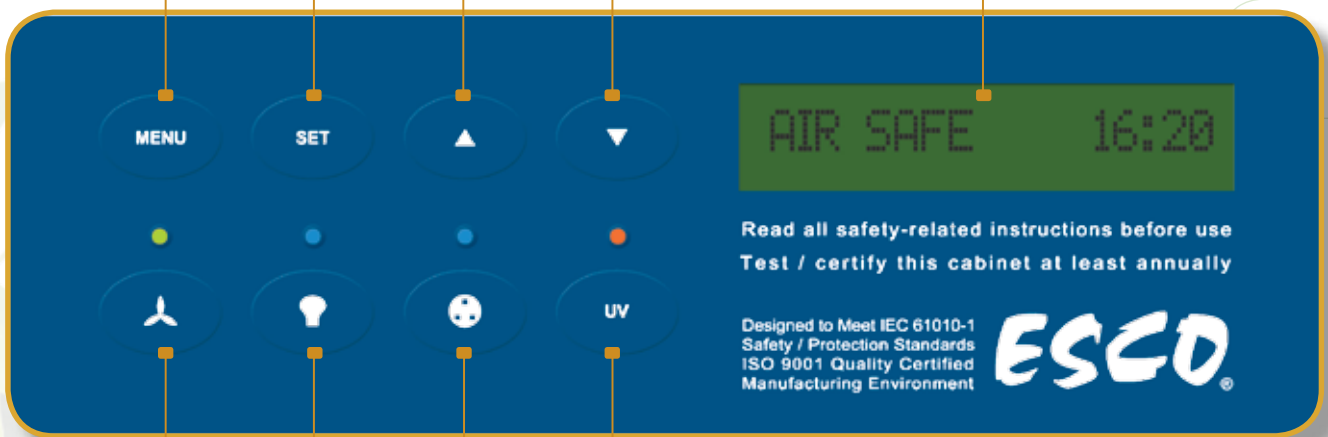 MENU SET ▲ ▼
AIR SAFE 16:20
Read all safety-related instructions before use
Test / certify this cabinet at least annually
UV
Designed to Meet IEC 61010-1
Safety / Protection Standards
ISO 9001 Quality Certified
Manufacturing Environment
ESCO®